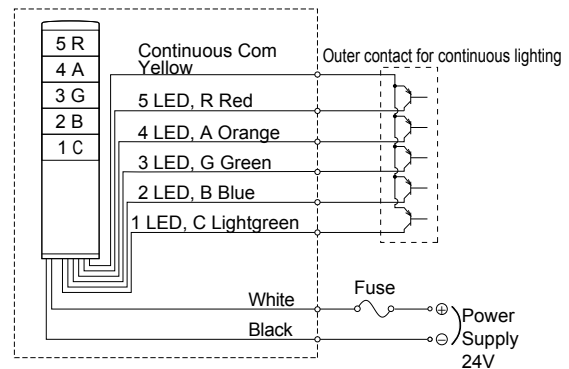 5 R
4 A
3 G
2 B
1 C
Continuous Com
Yellow
Outer contact for continuous lighting
5 LED, R Red
4 LED, A Orange
3 LED, G Green
2 LED, B Blue
1 LED, C Lightgreen
White
Fuse
Black
⊕
⊖
Power
Supply
24V